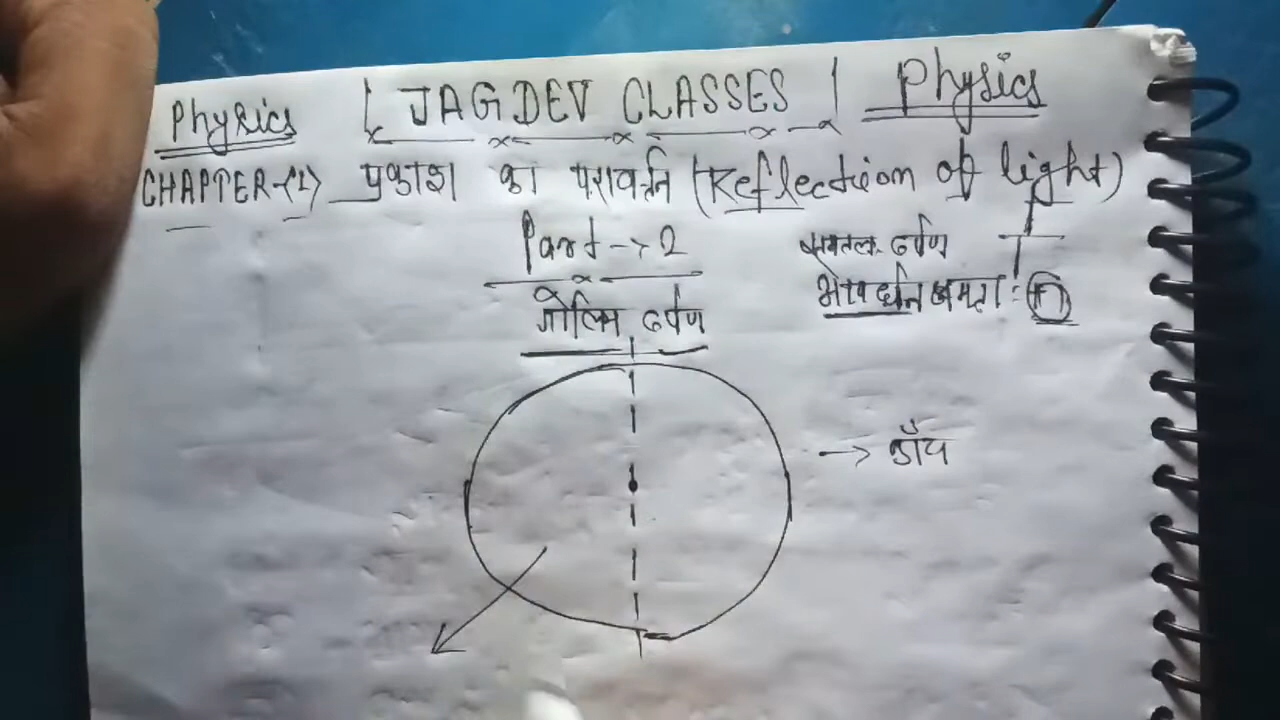 Physics JAGDEV CLASSES Physics
CHAPTER-(1) प्रकाश का परावर्तन (Reflection of light)
Part → 2
समतल दर्पण
आवर्धन क्षमता :
गोलिय दर्पण
→ काँच